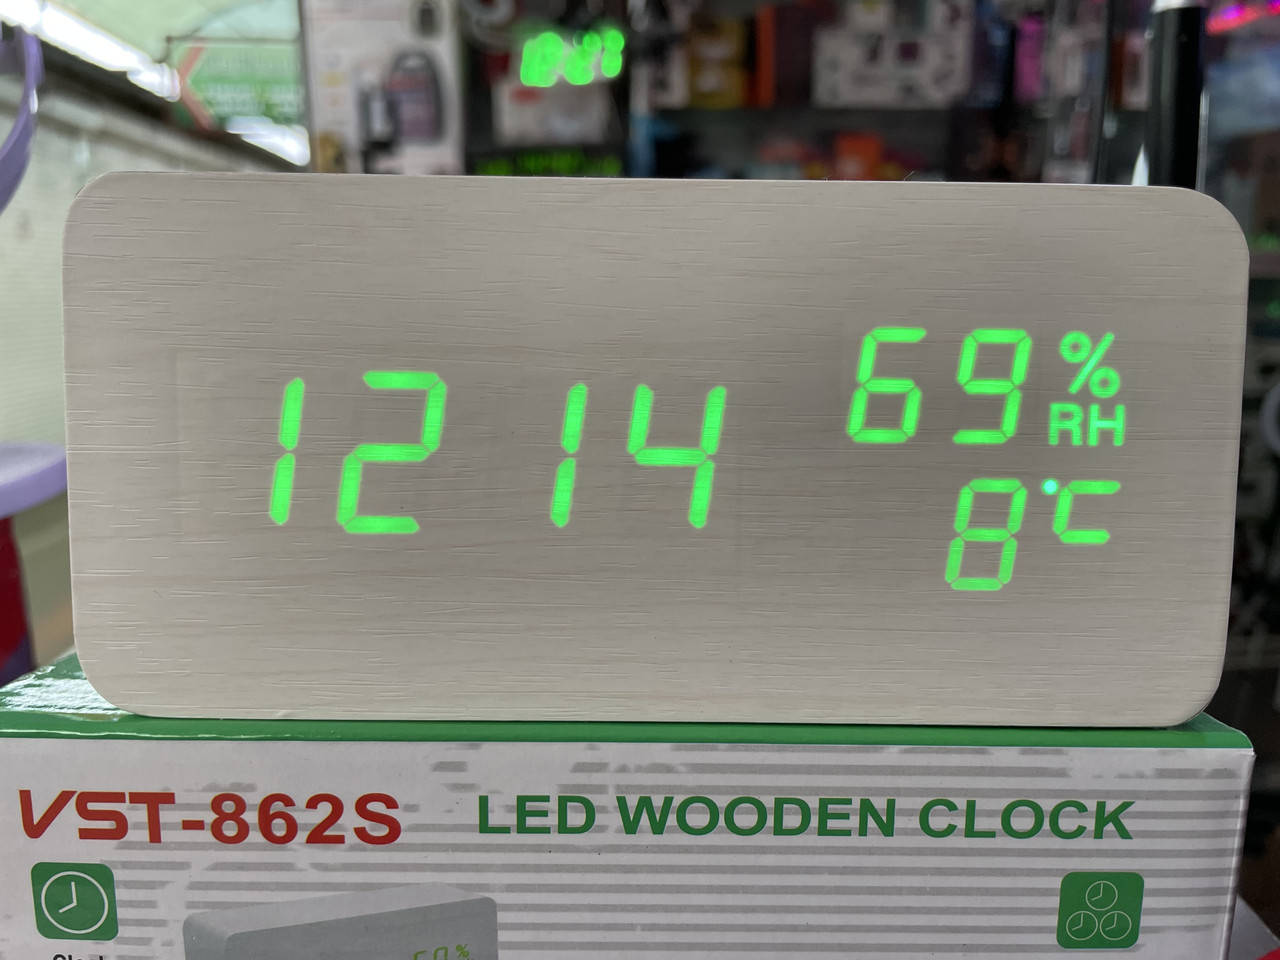 12 14
69 % RH
8 °C
VST-862S LED WOODEN CLOCK